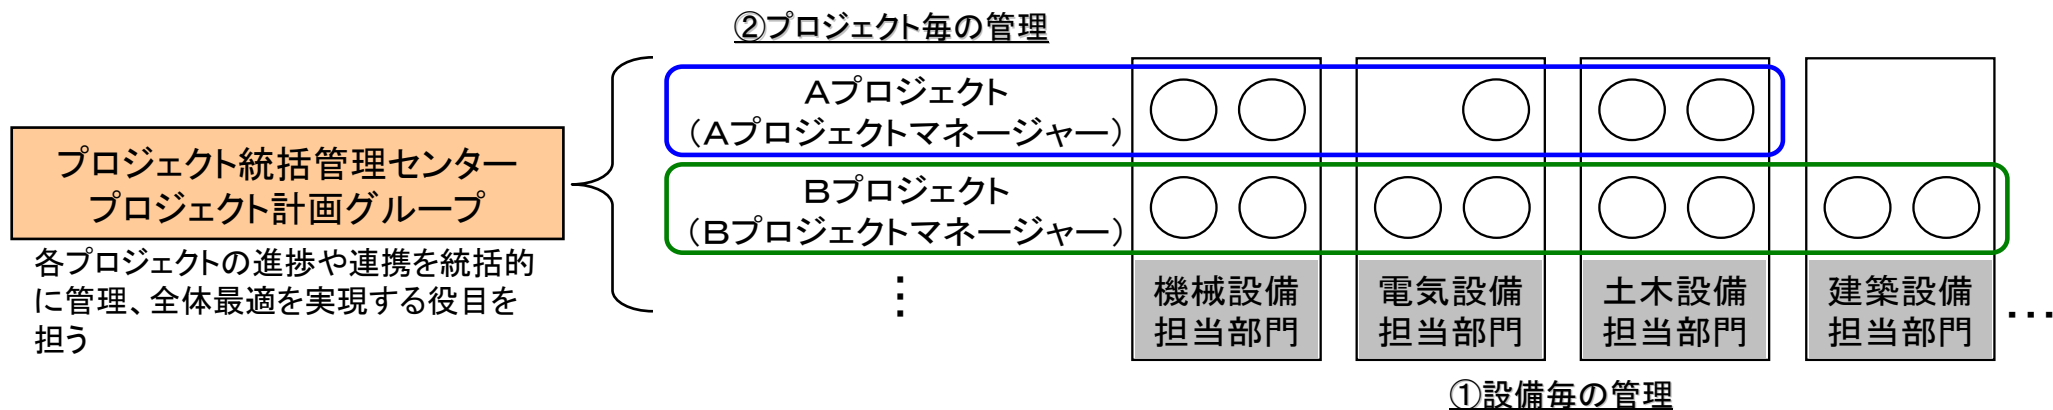 ②プロジェクト毎の管理
Aプロジェクト
（Aプロジェクトマネージャー）
プロジェクト統括管理センター
プロジェクト計画グループ
Bプロジェクト
（Bプロジェクトマネージャー）
各プロジェクトの進捗や連携を統括的
に管理、全体最適を実現する役目を
担う
⋮
機械設備
担当部門
電気設備
担当部門
土木設備
担当部門
建築設備
担当部門
…
①設備毎の管理